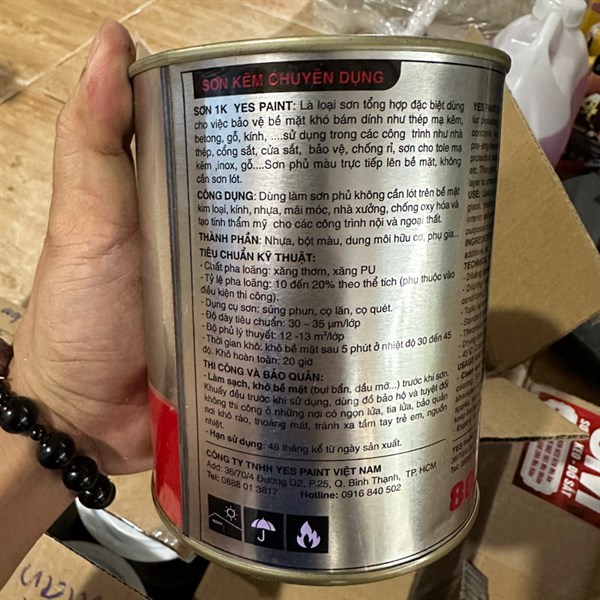 SƠN KẼM CHUYÊN DỤNG
SƠN 1K YES PAINT: Là loại sơn tổng hợp đặc biệt dùng
cho việc bảo vệ bề mặt khó bám dính như thép mạ kẽm,
betong, gỗ, kính, ....sử dụng trong các công trình như nhà
thép, cổng sắt, cửa sắt, bảo vệ, chống rỉ, sơn cho tole mạ
kẽm ,inox, gỗ....Sơn phủ màu trực tiếp lên bề mặt, không
cần sơn lót.
CÔNG DỤNG: Dùng làm sơn phủ không cần lót trên bề mặt
kim loại, kính, nhựa, mái móc, nhà xưởng, chống oxy hóa và
tạo tính thẩm mỹ cho các công trình nội và ngoại thất.
THÀNH PHẦN: Nhựa, bột màu, dung môi hữu cơ, phụ gia...
TIÊU CHUẨN KỸ THUẬT:
- Chất pha loãng: xăng thơm, xăng PU
- Tỷ lệ pha loãng: 10 đến 20% theo thể tích (phụ thuộc vào
điều kiện thi công).
- Dụng cụ sơn: súng phun, cọ lăn, cọ quét.
- Độ dày tiêu chuẩn: 30 – 35 µm/lớp
- Độ phủ lý thuyết: 12 -13 m²/lớp
- Thời gian khô: khô bề mặt sau 5 phút ở nhiệt độ 30 đến 45
độ. Khô hoàn toàn: 20 giờ
THI CÔNG VÀ BẢO QUẢN:
- Làm sạch, khô bề mặt (bụi bẩn, dầu mỡ...) trước khi sơn.
Khuấy đều trước khi sử dụng, dùng đồ bảo hộ và tuyệt đối
không thi công ở những nơi có ngọn lửa, tia lửa, bảo quản
nơi khô ráo, thoáng mát, tránh xa tầm tay trẻ em, nguồn
nhiệt.
- Hạn sử dụng: 48 tháng kể từ ngày sản xuất.
CÔNG TY TNHH YES PAINT VIỆT NAM
Add: 36/70/4 Đường D2, P.25, Q. Bình Thạnh, TP. HCM
Tel: 0888 01 3817 Hotline: 0916 840 502
YES PAINT
80